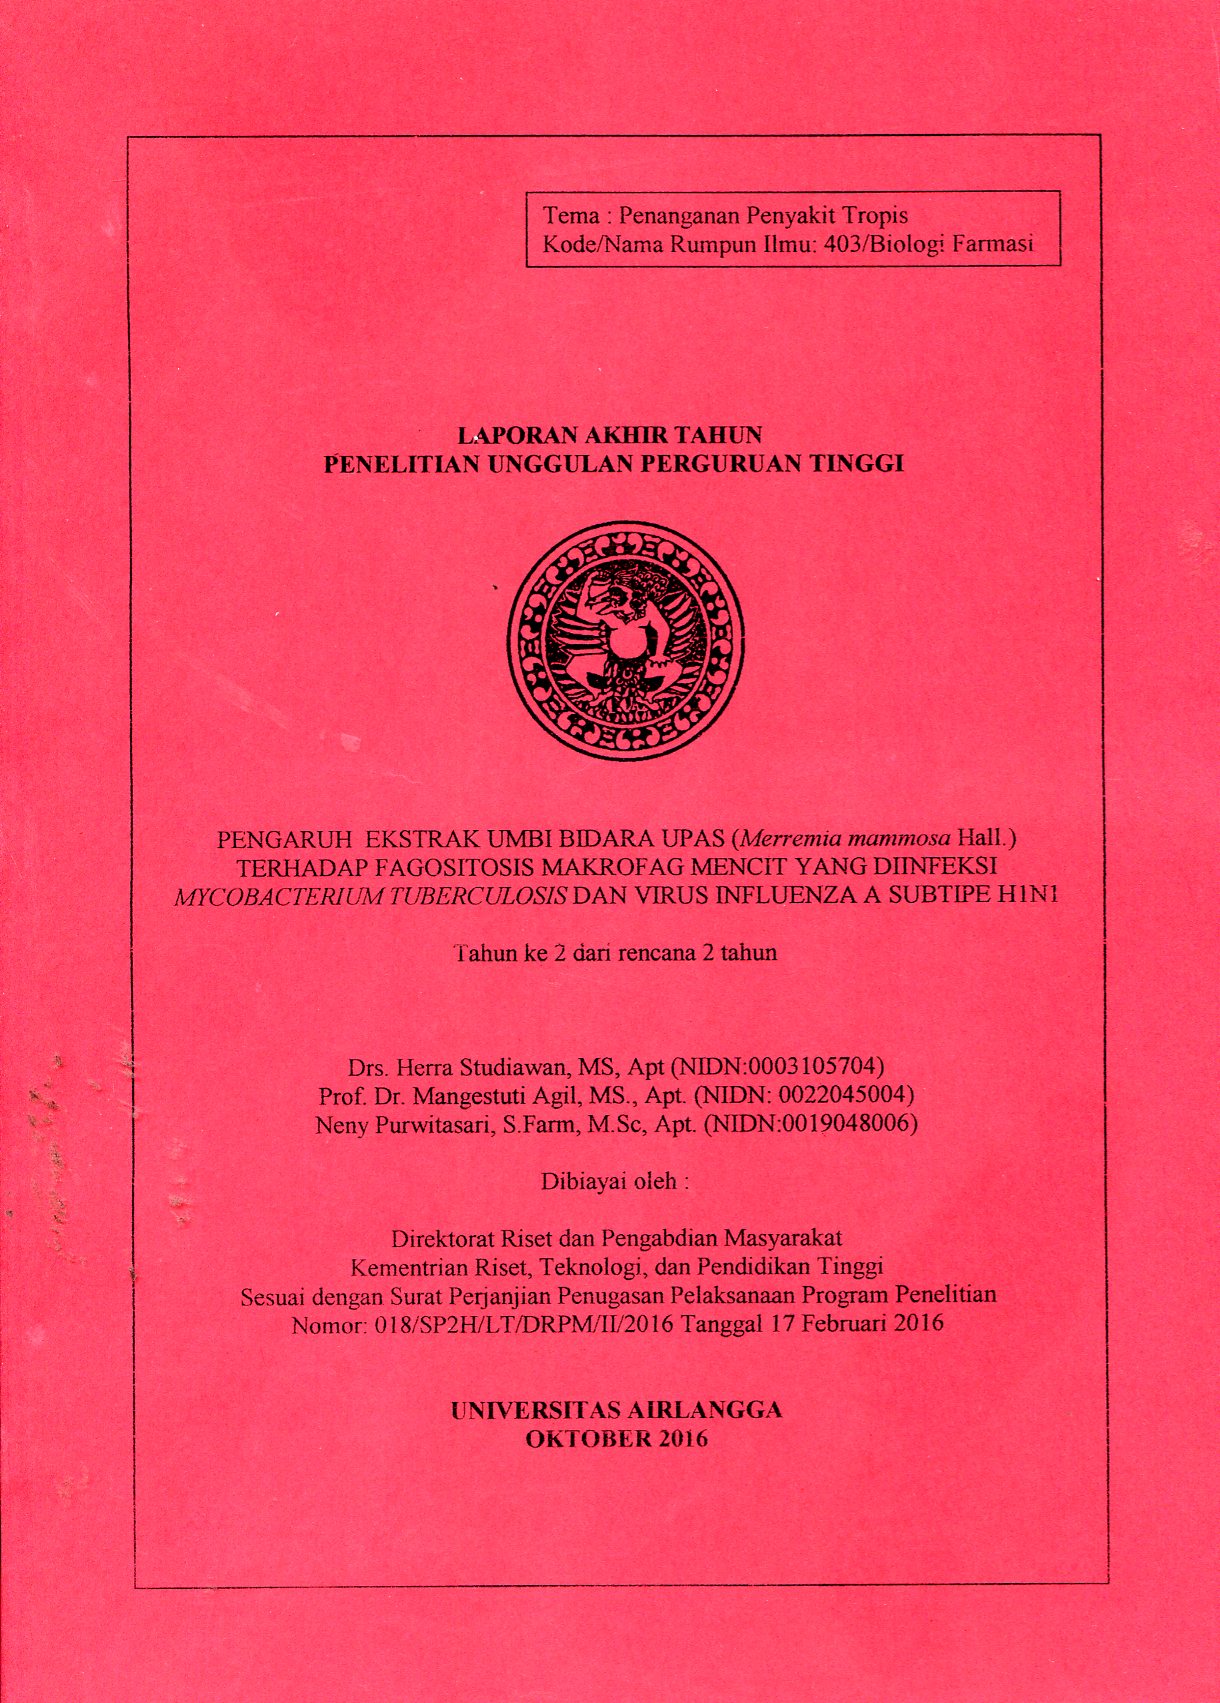 Tema : Penanganan Penyakit Tropis
Kode/Nama Rumpun Ilmu: 403/Biologi Farmasi
LAPORAN AKHIR TAHUN
PENELITIAN UNGGULAN PERGURUAN TINGGI
PENGARUH EKSTRAK UMBI BIDARA UPAS (Merremia mammosa Hall.)
TERHADAP FAGOSITOSIS MAKROFAG MENCIT YANG DIINFEKSI
MYCOBACTERIUM TUBERCULOSIS DAN VIRUS INFLUENZA A SUBTIPE H1N1
Tahun ke 2 dari rencana 2 tahun
Drs. Herra Studiawan, MS, Apt (NIDN:0003105704)
Prof. Dr. Mangestuti Agil, MS., Apt. (NIDN: 0022045004)
Neny Purwitasari, S.Farm, M.Sc, Apt. (NIDN:0019048006)
Dibiayai oleh :
Direktorat Riset dan Pengabdian Masyarakat
Kementrian Riset, Teknologi, dan Pendidikan Tinggi
Sesuai dengan Surat Perjanjian Penugasan Pelaksanaan Program Penelitian
Nomor: 018/SP2H/LT/DRPM/II/2016 Tanggal 17 Februari 2016
UNIVERSITAS AIRLANGGA
OKTOBER 2016